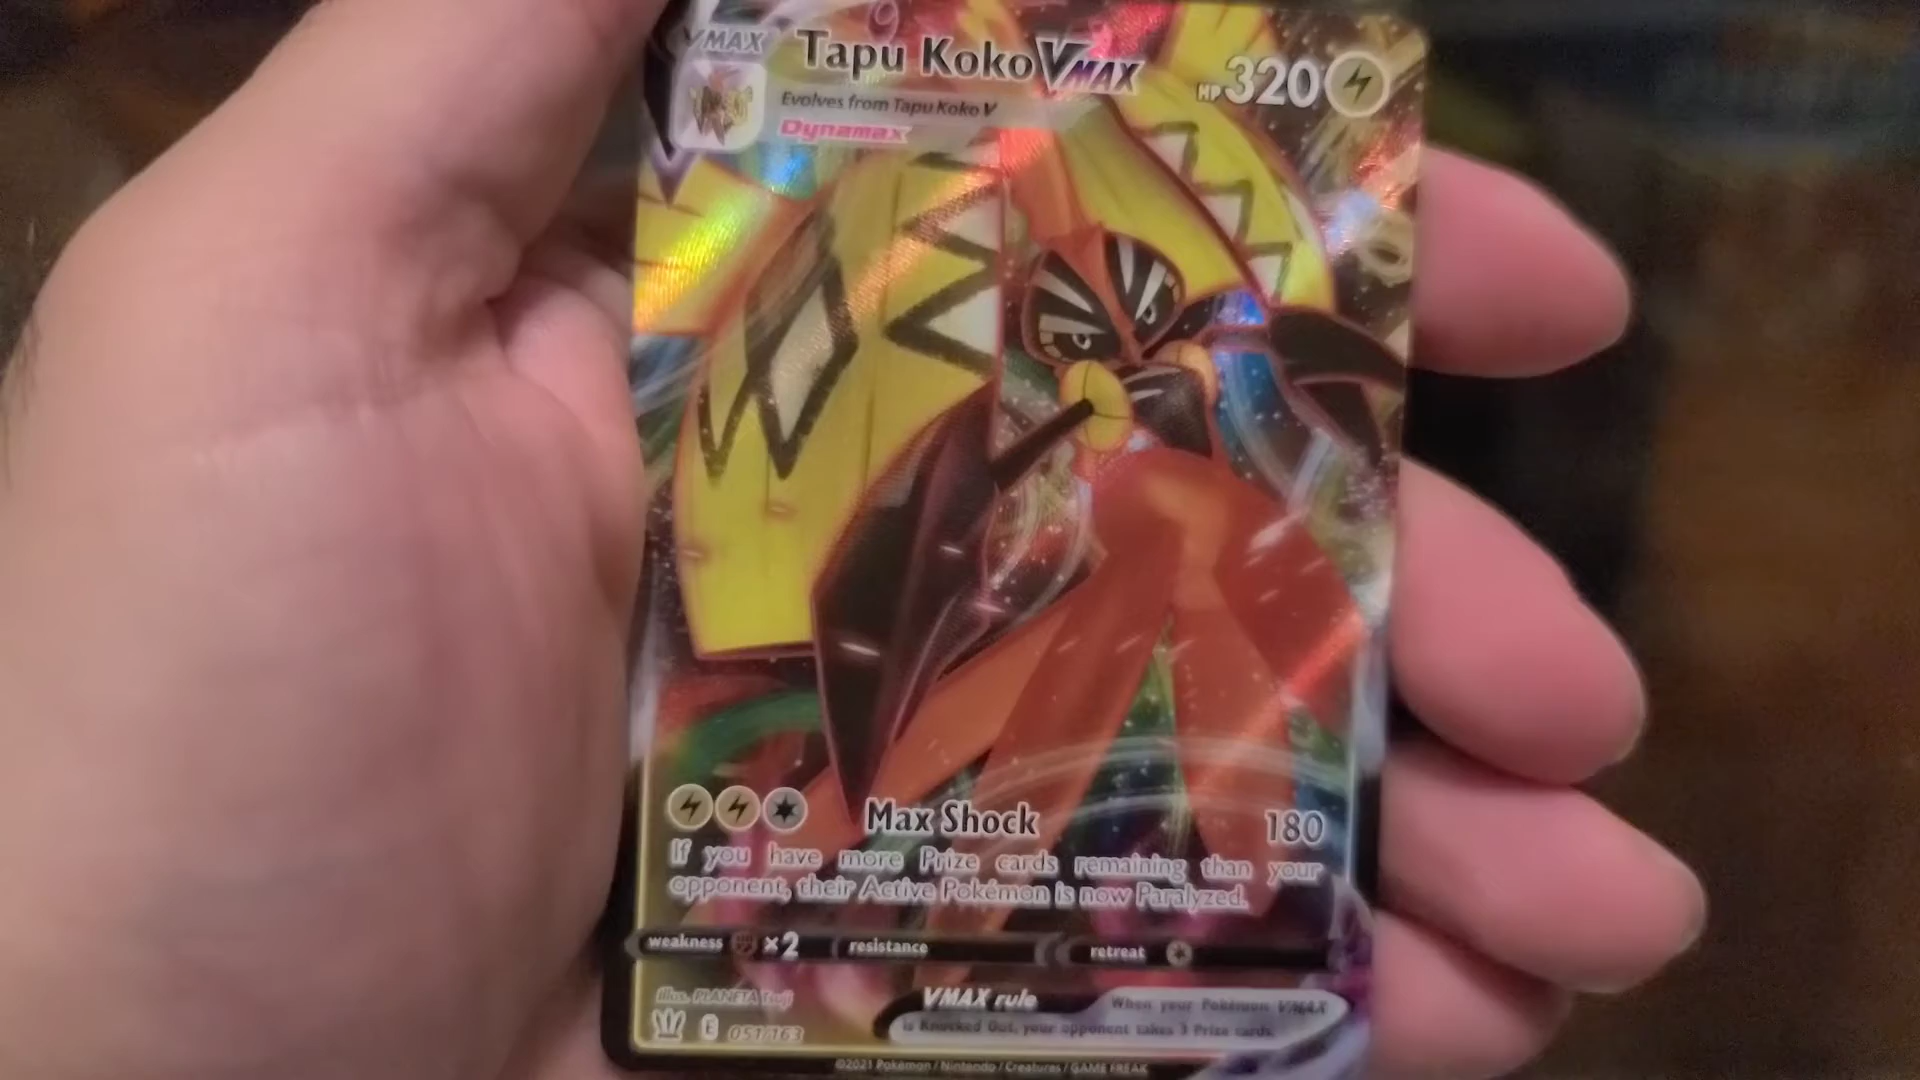 VMAX
Tapu Koko VMAX
HP 320
Evolves from Tapu Koko V
Dynamax
Max Shock 180
If you have more Prize cards remaining than your
opponent, their Active Pokémon is now Paralyzed.
weakness ×2 resistance retreat
Illus. PLANETA Tsuji
VMAX rule When your Pokémon VMAX
is Knocked Out, your opponent takes 3 Prize cards.
E 051/163
©2021 Pokémon / Nintendo / Creatures / GAME FREAK